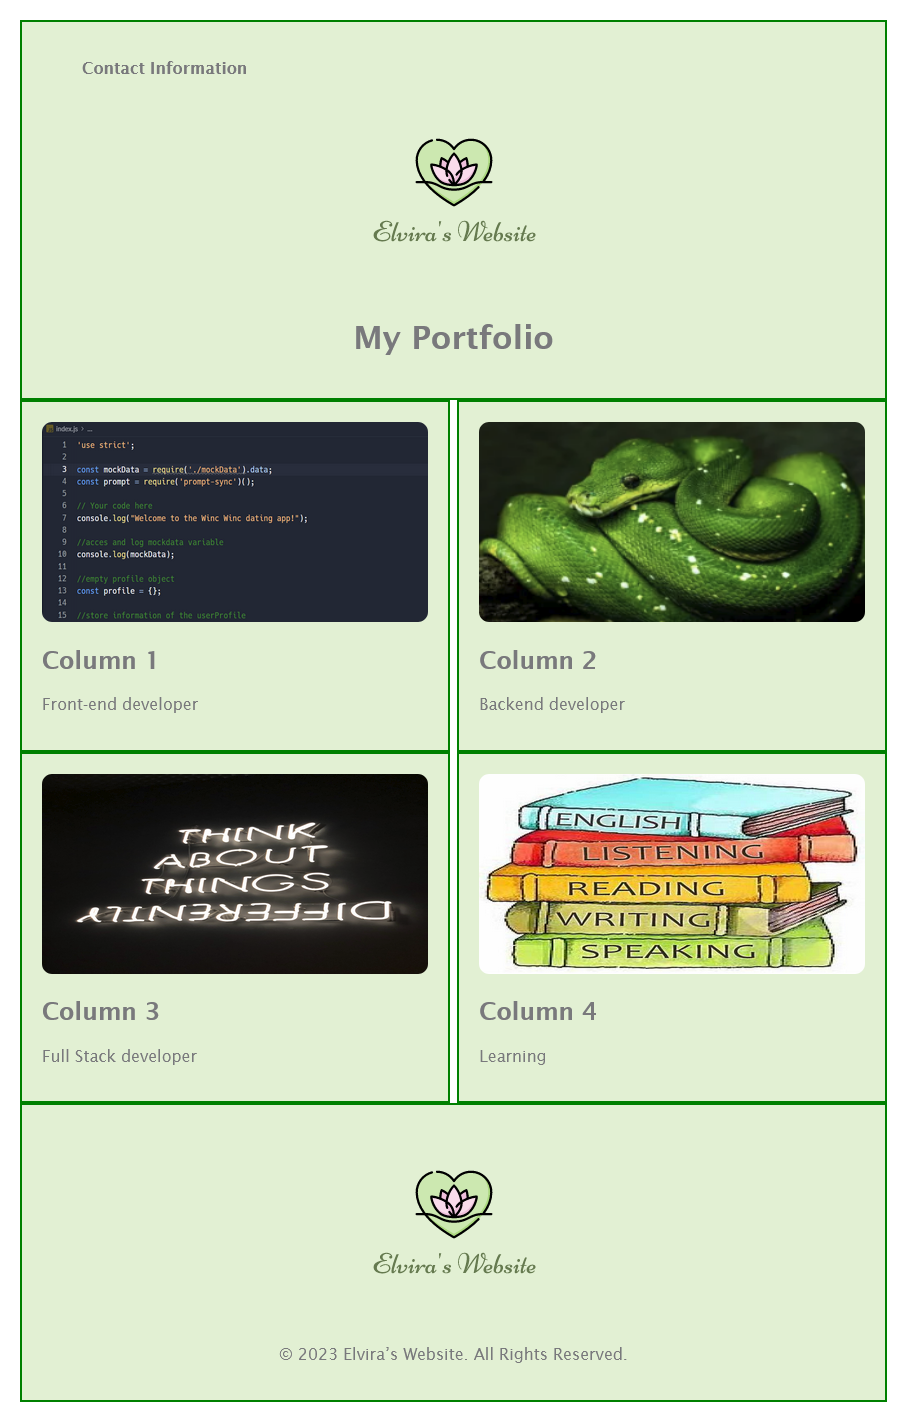 Contact Information
Elvira's Website
My Portfolio
index.js > ...
1 'use strict';
2
3 const mockData = require('./mockData').data;
4 const prompt = require('prompt-sync')();
5
6 // Your code here
7 console.log("Welcome to the Winc Winc dating app!");
8
9 //acces and log mockdata variable
10 console.log(mockData);
11
12 //empty profile object
13 const profile = {};
14
15 //store information of the userProfile
Column 1
Front-end developer
Column 2
Backend developer
THINK
ABOUT
THINGS
DIFFERENTLY
Column 3
Full Stack developer
ENGLISH
LISTENING
READING
WRITING
SPEAKING
Column 4
Learning
Elvira's Website
© 2023 Elvira’s Website. All Rights Reserved.